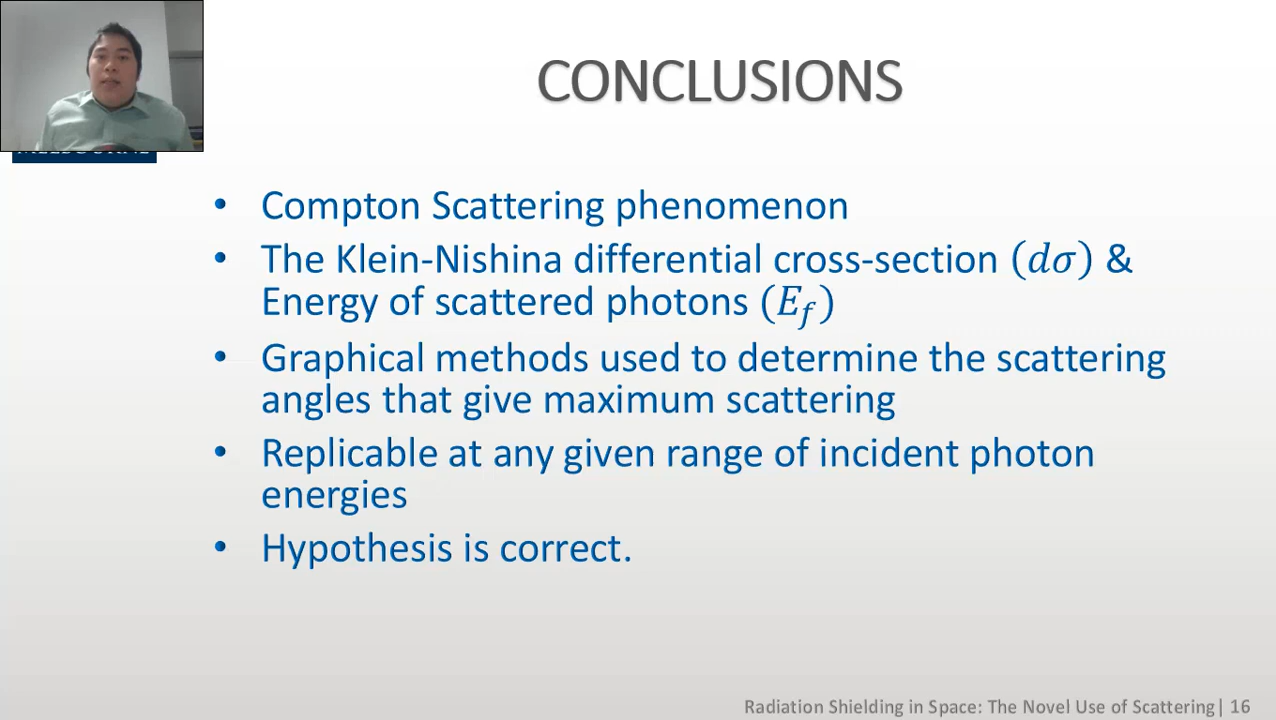 CONCLUSIONS
• Compton Scattering phenomenon
• The Klein-Nishina differential cross-section (𝑑𝜎) &
Energy of scattered photons (𝐸𝑓)
• Graphical methods used to determine the scattering
angles that give maximum scattering
• Replicable at any given range of incident photon
energies
• Hypothesis is correct.
Radiation Shielding in Space: The Novel Use of Scattering| 16